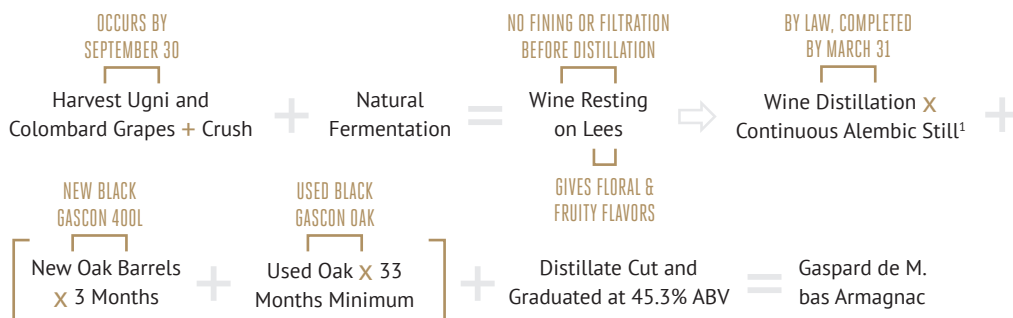 OCCURS BY
SEPTEMBER 30
Harvest Ugni and
Colombard Grapes + Crush
+
Natural
Fermentation
=
NO FINING OR FILTRATION
BEFORE DISTILLATION
Wine Resting
on Lees
GIVES FLORAL &
FRUITY FLAVORS
BY LAW, COMPLETED
BY MARCH 31
Wine Distillation x
Continuous Alembic Still¹
+
NEW BLACK
GASCON 400L
New Oak Barrels
x 3 Months
+
USED BLACK
GASCON OAK
Used Oak x 33
Months Minimum
+
Distillate Cut and
Graduated at 45.3% ABV
=
Gaspard de M.
bas Armagnac